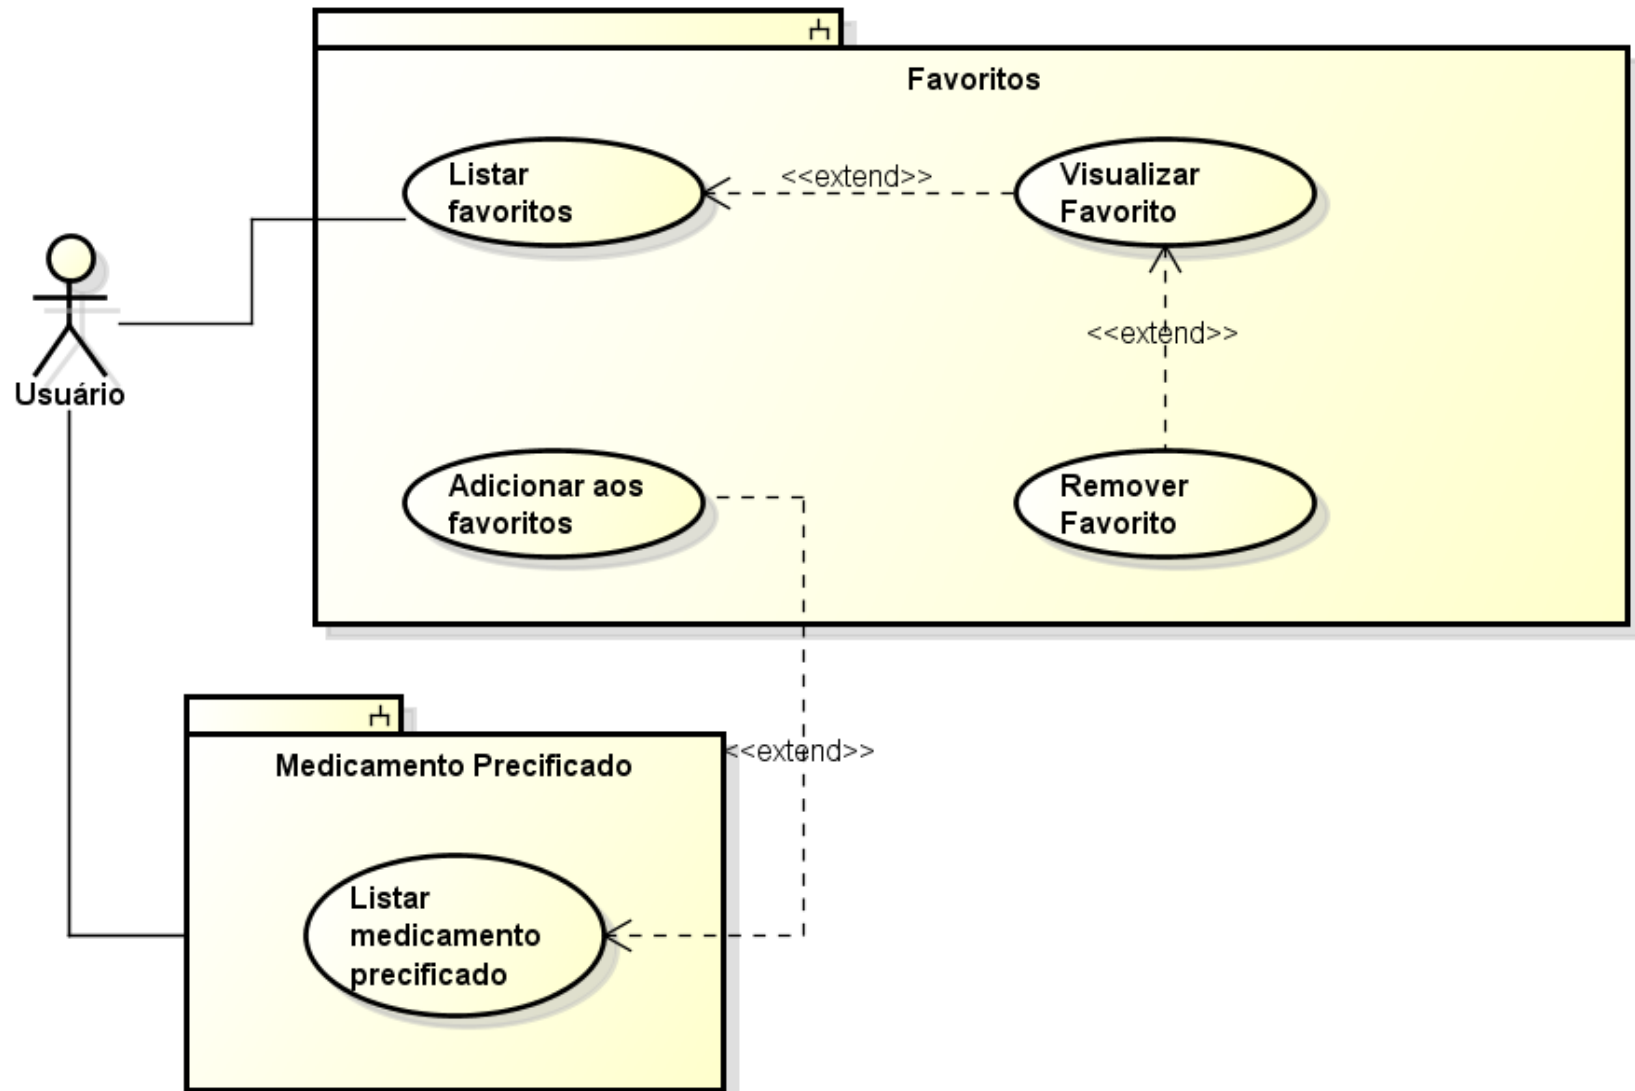 Favoritos
Listar
favoritos
<<extend>>
Visualizar
Favorito
<<extend>>
Usuário
Adicionar aos
favoritos
Remover
Favorito
<<extend>>
Medicamento Precificado
Listar
medicamento
precificado